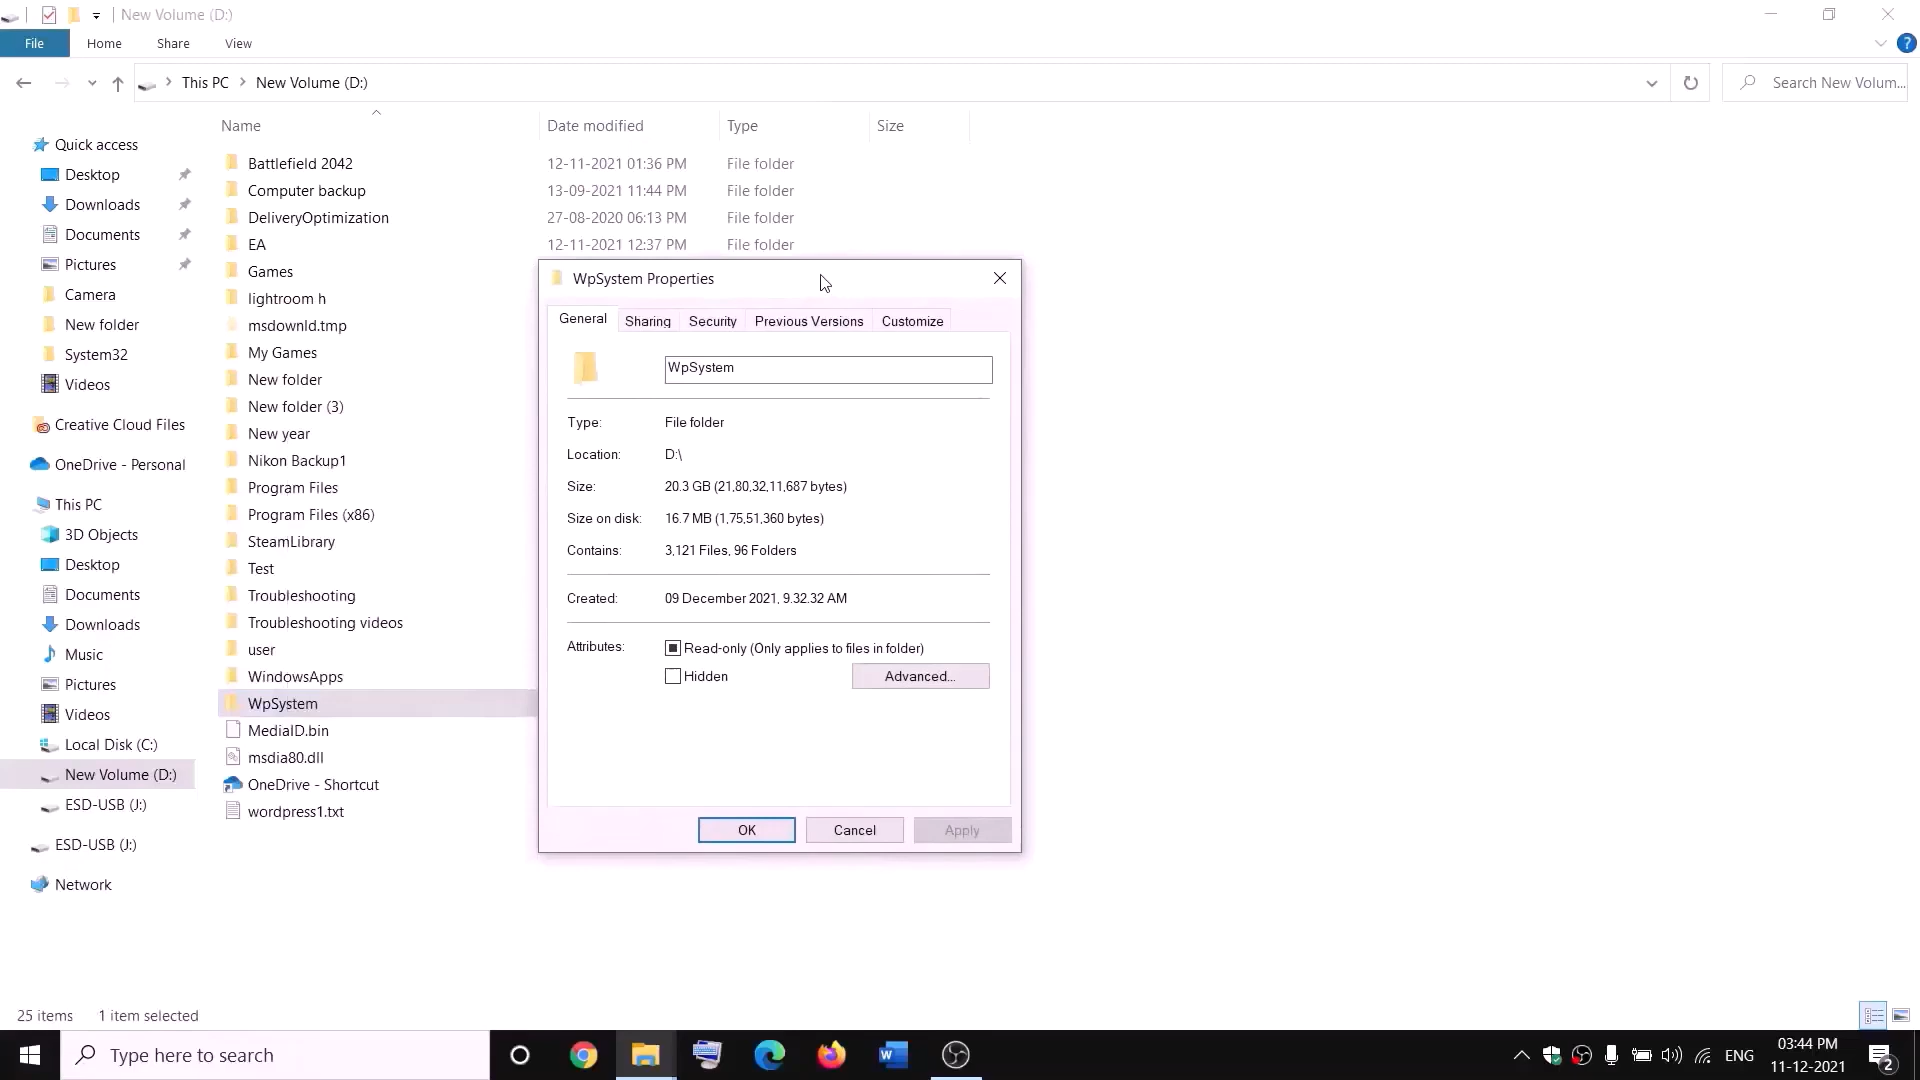 New Volume (D:)
File Home Share View
This PC New Volume (D:)
Search New Volum...
Name Date modified Type Size
Quick access
Desktop
Downloads
Documents
Pictures
Camera
New folder
System32
Videos
Creative Cloud Files
OneDrive - Personal
This PC
3D Objects
Desktop
Documents
Downloads
Music
Pictures
Videos
Local Disk (C:)
New Volume (D:)
ESD-USB (J:)
ESD-USB (J:)
Network
Battlefield 2042 12-11-2021 01:36 PM File folder
Computer backup 13-09-2021 11:44 PM File folder
DeliveryOptimization 27-08-2020 06:13 PM File folder
EA 12-11-2021 12:37 PM File folder
Games
lightroom h
msdownld.tmp
My Games
New folder
New folder (3)
New year
Nikon Backup1
Program Files
Program Files (x86)
SteamLibrary
Test
Troubleshooting
Troubleshooting videos
user
WindowsApps
WpSystem
MediaID.bin
msdia80.dll
OneDrive - Shortcut
wordpress1.txt
WpSystem Properties
General Sharing Security Previous Versions Customize
WpSystem
Type: File folder
Location: D:\
Size: 20.3 GB (21,80,32,11,687 bytes)
Size on disk: 16.7 MB (1,75,51,360 bytes)
Contains: 3,121 Files, 96 Folders
Created: 09 December 2021, 9.32.32 AM
Attributes: Read-only (Only applies to files in folder)
Hidden Advanced...
OK Cancel Apply
25 items 1 item selected
Type here to search
W
ENG
03:44 PM
11-12-2021
2